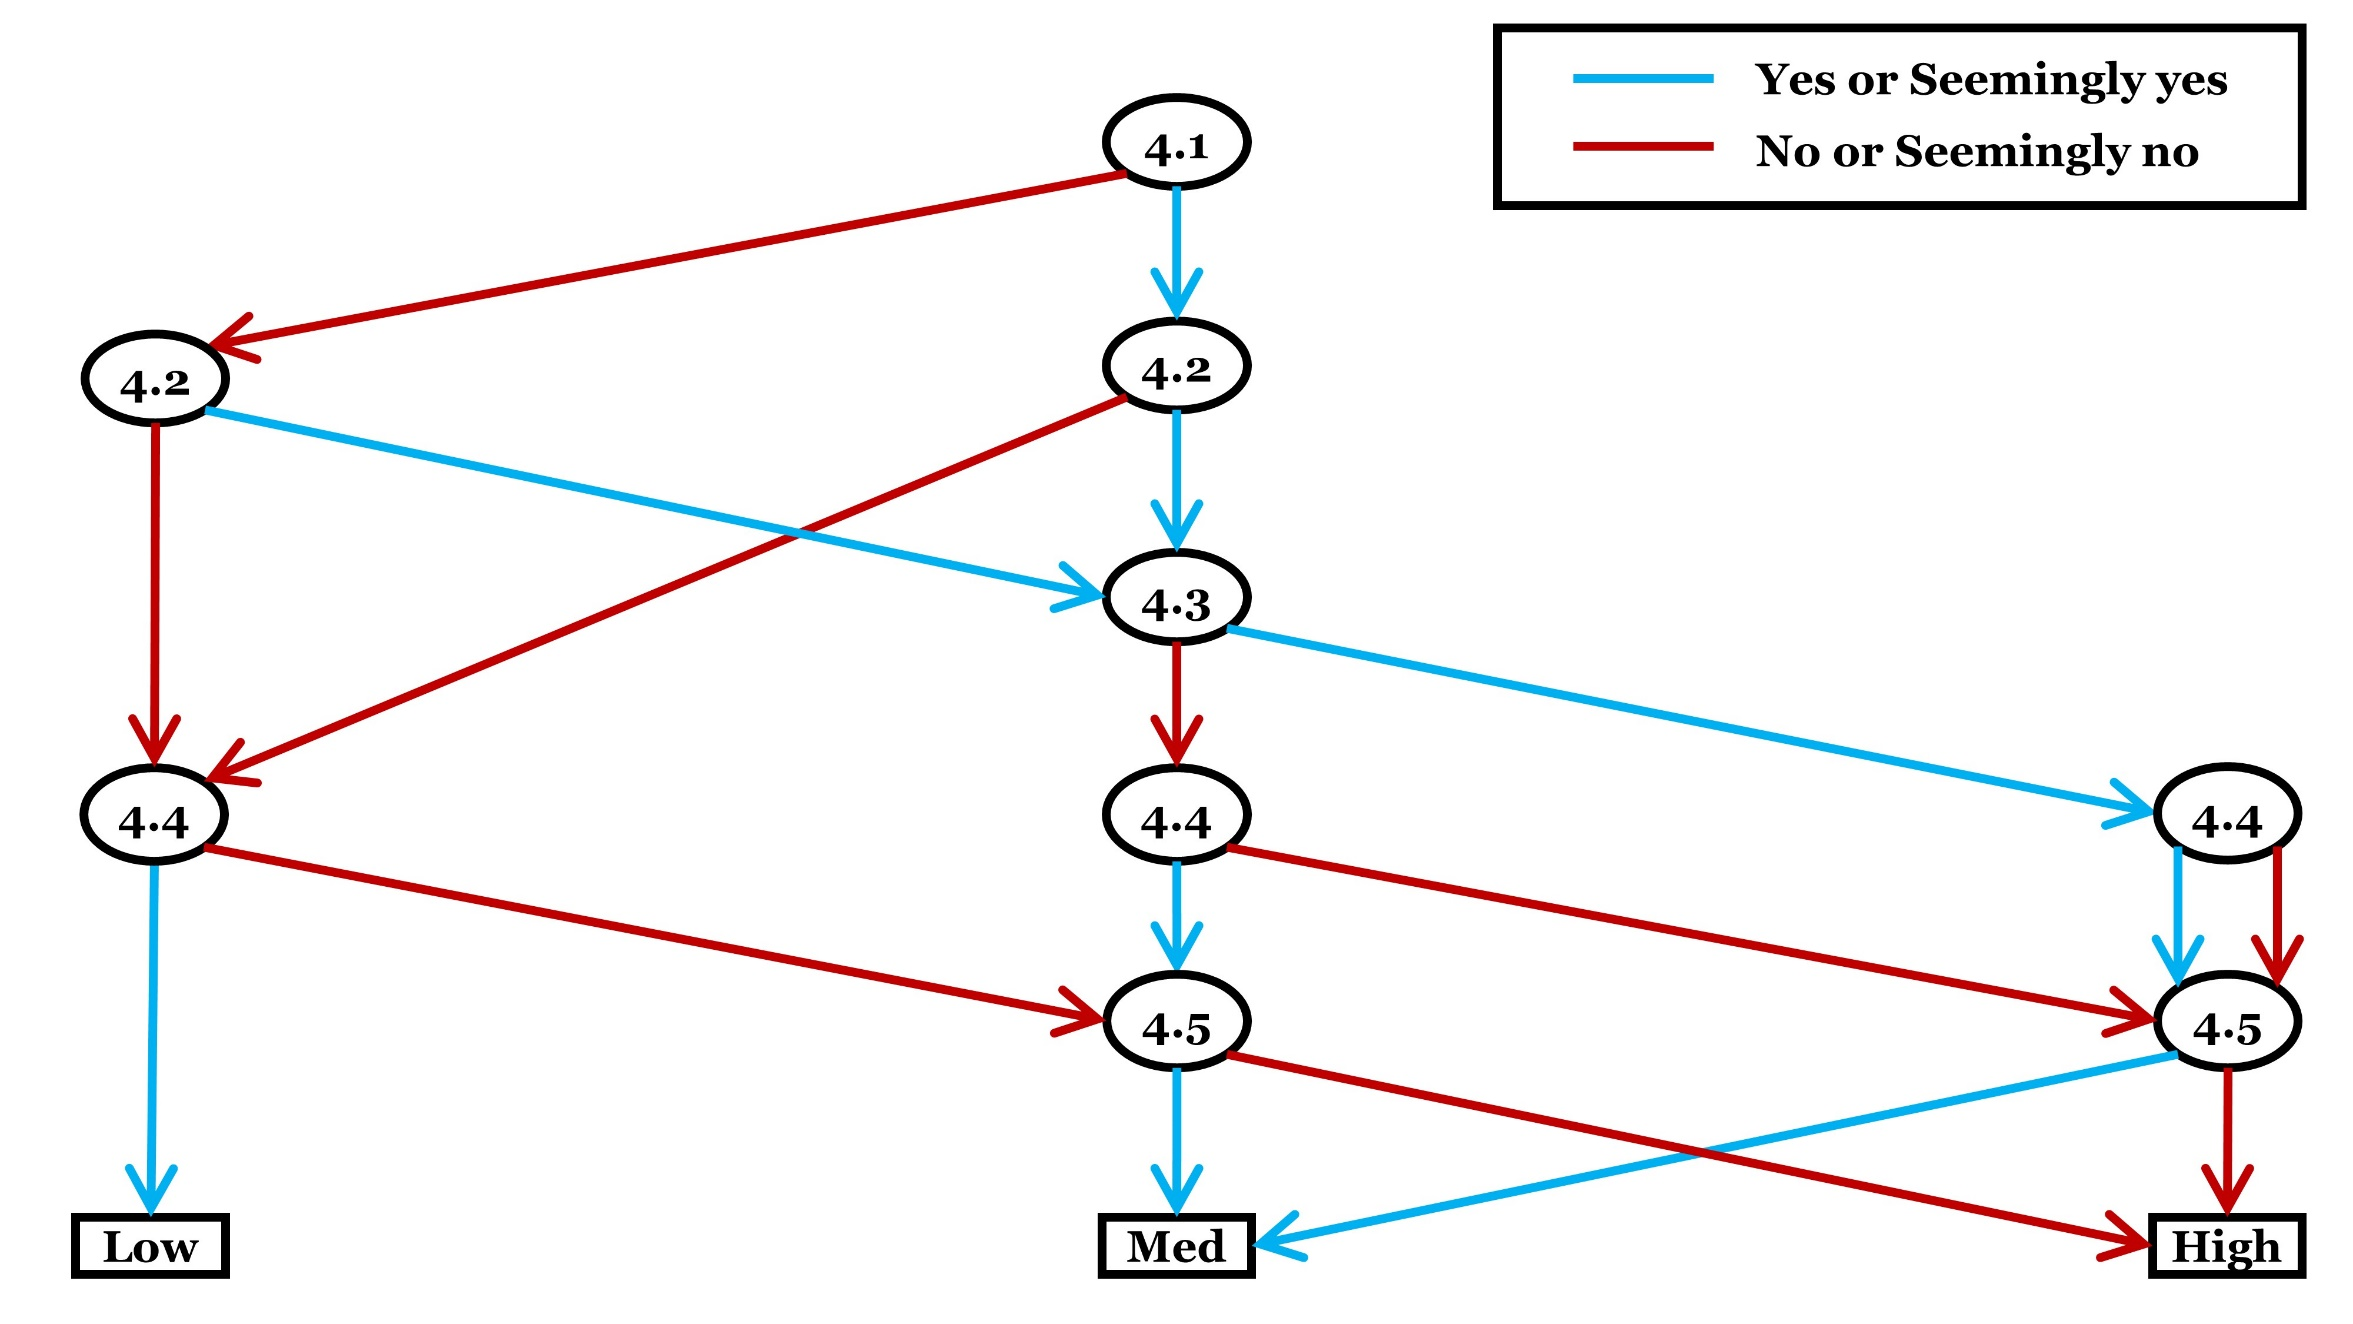 Yes or Seemingly yes
No or Seemingly no
4.1
4.2
4.2
4.3
4.4
4.4
4.4
4.5
4.5
Low
Med
High